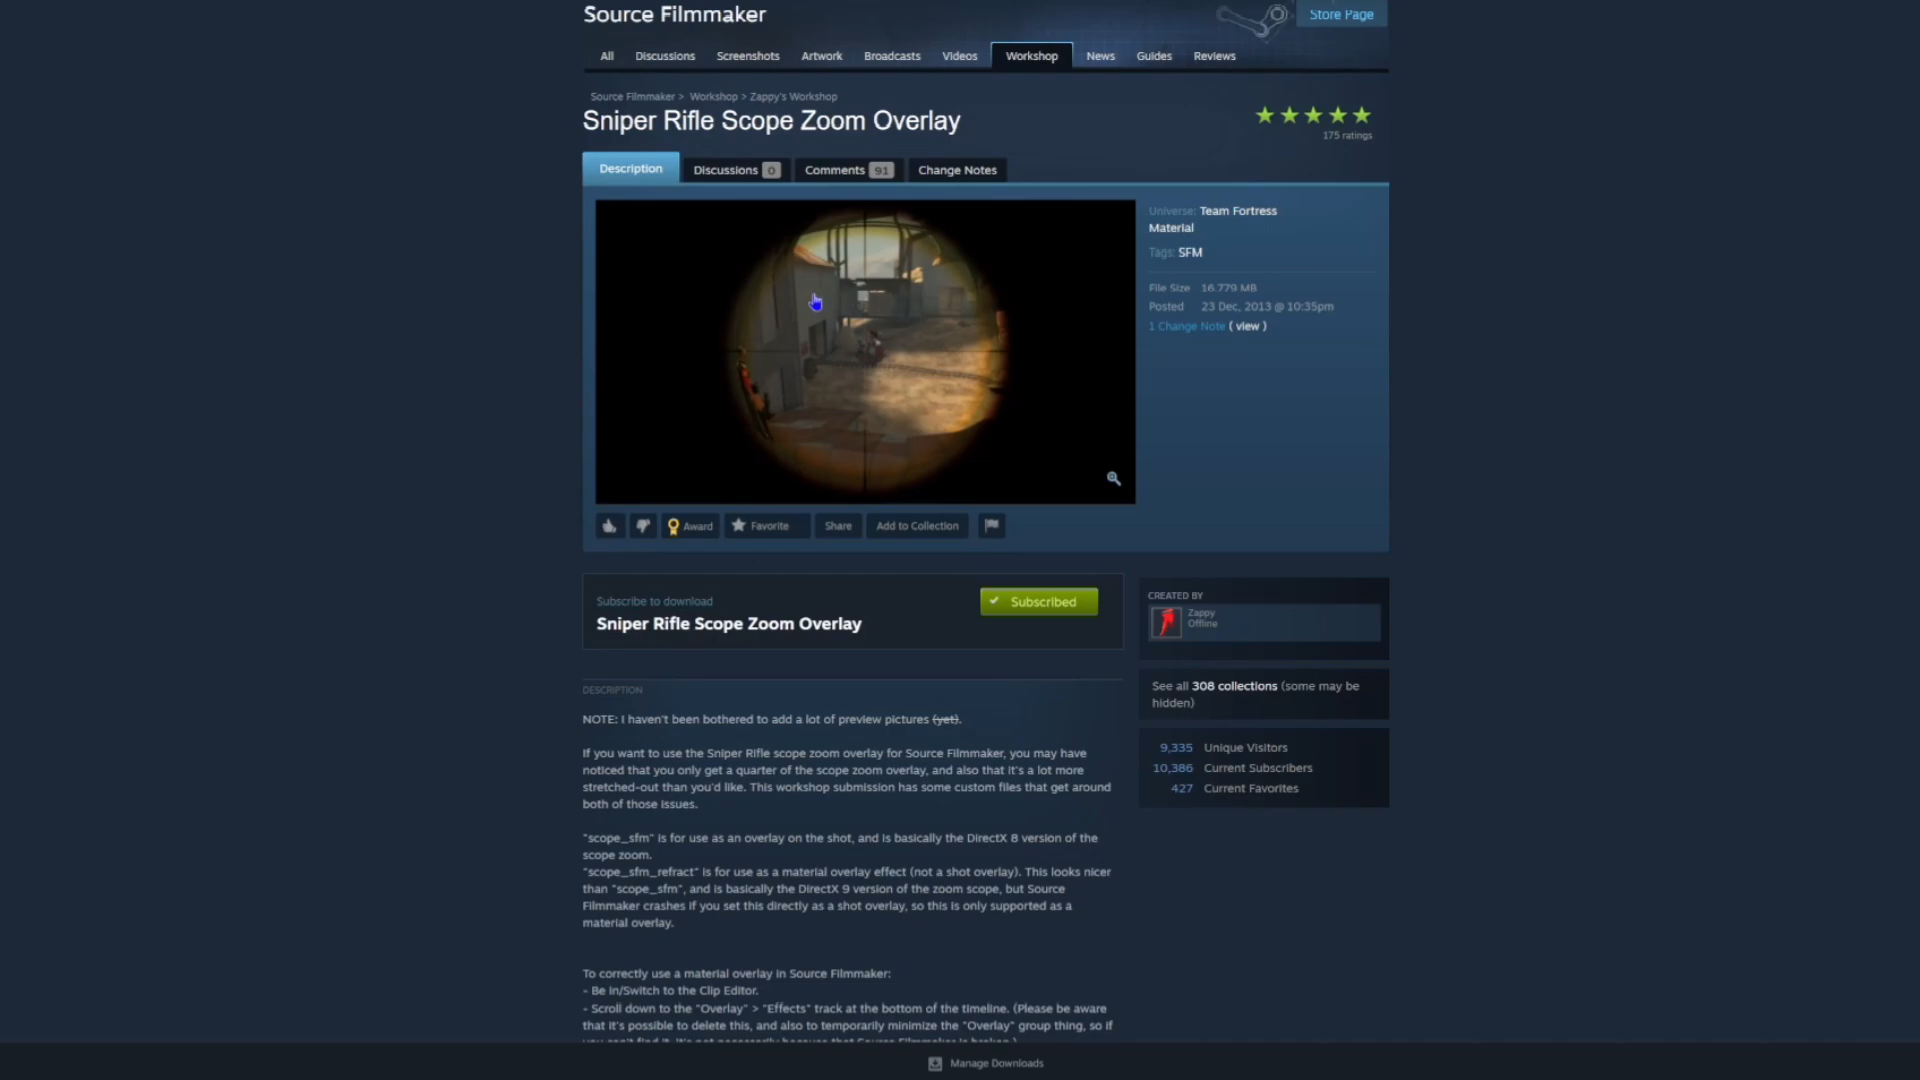 Source Filmmaker
Store Page
All Discussions Screenshots Artwork Broadcasts Videos Workshop News Guides Reviews
Source Filmmaker > Workshop > Zappy's Workshop
Sniper Rifle Scope Zoom Overlay
175 ratings
Description Discussions 0 Comments 91 Change Notes
Universe: Team Fortress
Material
Tags: SFM
File Size 16.779 MB
Posted 23 Dec, 2013 @ 10:35pm
1 Change Note ( view )
Award Favorite Share Add to Collection
Subscribe to download
Sniper Rifle Scope Zoom Overlay
Subscribed
CREATED BY
Zappy
Offline
See all 308 collections (some may be
hidden)
9,335 Unique Visitors
10,386 Current Subscribers
427 Current Favorites
DESCRIPTION
NOTE: I haven't been bothered to add a lot of preview pictures (yet).
If you want to use the Sniper Rifle scope zoom overlay for Source Filmmaker, you may have
noticed that you only get a quarter of the scope zoom overlay, and also that it's a lot more
stretched-out than you'd like. This workshop submission has some custom files that get around
both of those issues.
"scope_sfm" is for use as an overlay on the shot, and is basically the DirectX 8 version of the
scope zoom.
"scope_sfm_refract" is for use as a material overlay effect (not a shot overlay). This looks nicer
than "scope_sfm", and is basically the DirectX 9 version of the zoom scope, but Source
Filmmaker crashes if you set this directly as a shot overlay, so this is only supported as a
material overlay.
To correctly use a material overlay in Source Filmmaker:
- Be in/Switch to the Clip Editor.
- Scroll down to the "Overlay" > "Effects" track at the bottom of the timeline. (Please be aware
that it's possible to delete this, and also to temporarily minimize the "Overlay" group thing, so if
you can't find it, it's not necessarily because that Source Filmmaker is broken.)
Manage Downloads